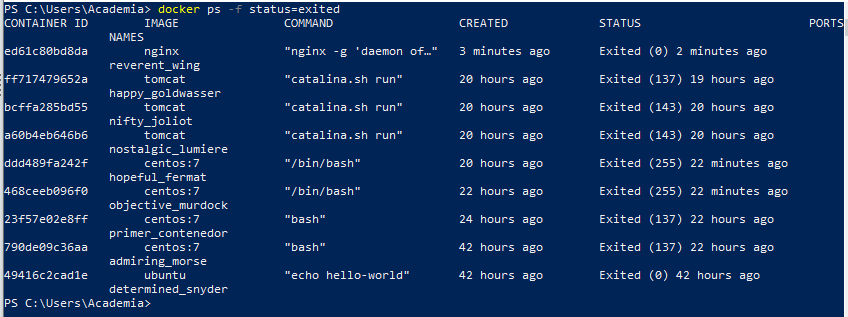 PS C:\Users\Academia> docker ps -f status=exited
CONTAINER ID IMAGE COMMAND CREATED STATUS PORTS
NAMES
ed61c80bd8da nginx "nginx -g 'daemon of…" 3 minutes ago Exited (0) 2 minutes ago
reverent_wing
ff717479652a tomcat "catalina.sh run" 20 hours ago Exited (137) 19 hours ago
happy_goldwasser
bcffa285bd55 tomcat "catalina.sh run" 20 hours ago Exited (143) 20 hours ago
nifty_joliot
a60b4eb646b6 tomcat "catalina.sh run" 20 hours ago Exited (143) 20 hours ago
nostalgic_lumiere
ddd489fa242f centos:7 "/bin/bash" 20 hours ago Exited (255) 22 minutes ago
hopeful_fermat
468ceeb096f0 centos:7 "/bin/bash" 22 hours ago Exited (255) 22 minutes ago
objective_murdock
23f57e02e8ff centos:7 "bash" 24 hours ago Exited (137) 22 hours ago
primer_contenedor
790de09c36aa centos:7 "bash" 42 hours ago Exited (137) 22 hours ago
admiring_morse
49416c2cad1e ubuntu "echo hello-world" 42 hours ago Exited (0) 42 hours ago
determined_snyder
PS C:\Users\Academia>